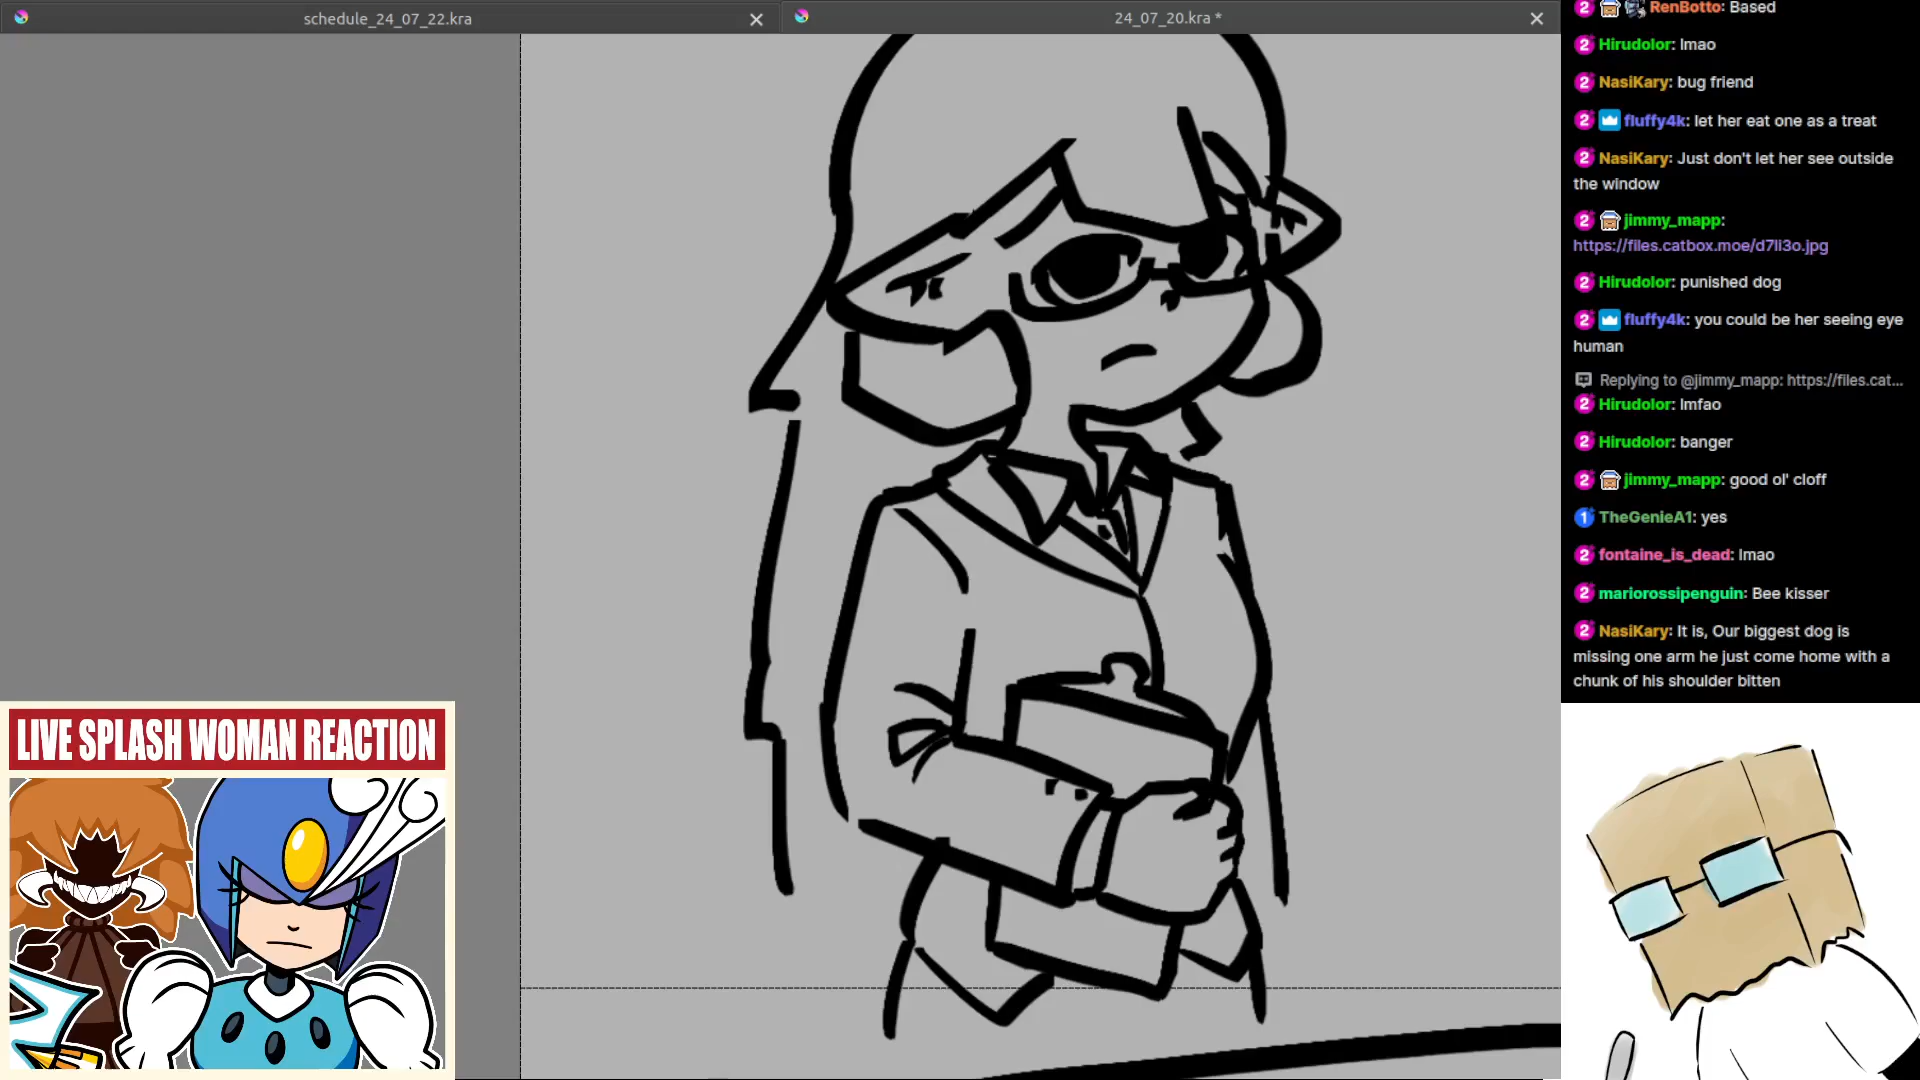 schedule_24_07_22.kra
24_07_20.kra *
RenBotto: Based
Hirudolor: lmao
NasiKary: bug friend
fluffy4k: let her eat one as a treat
NasiKary: Just don't let her see outside
the window
jimmy_mapp:
https://files.catbox.moe/d7li3o.jpg
Hirudolor: punished dog
fluffy4k: you could be her seeing eye
human
Replying to @jimmy_mapp: https://files.cat...
Hirudolor: lmfao
Hirudolor: banger
jimmy_mapp: good ol' cloff
TheGenieA1: yes
fontaine_is_dead: lmao
mariorossipenguin: Bee kisser
NasiKary: It is, Our biggest dog is
missing one arm he just come home with a
chunk of his shoulder bitten
LIVE SPLASH WOMAN REACTION